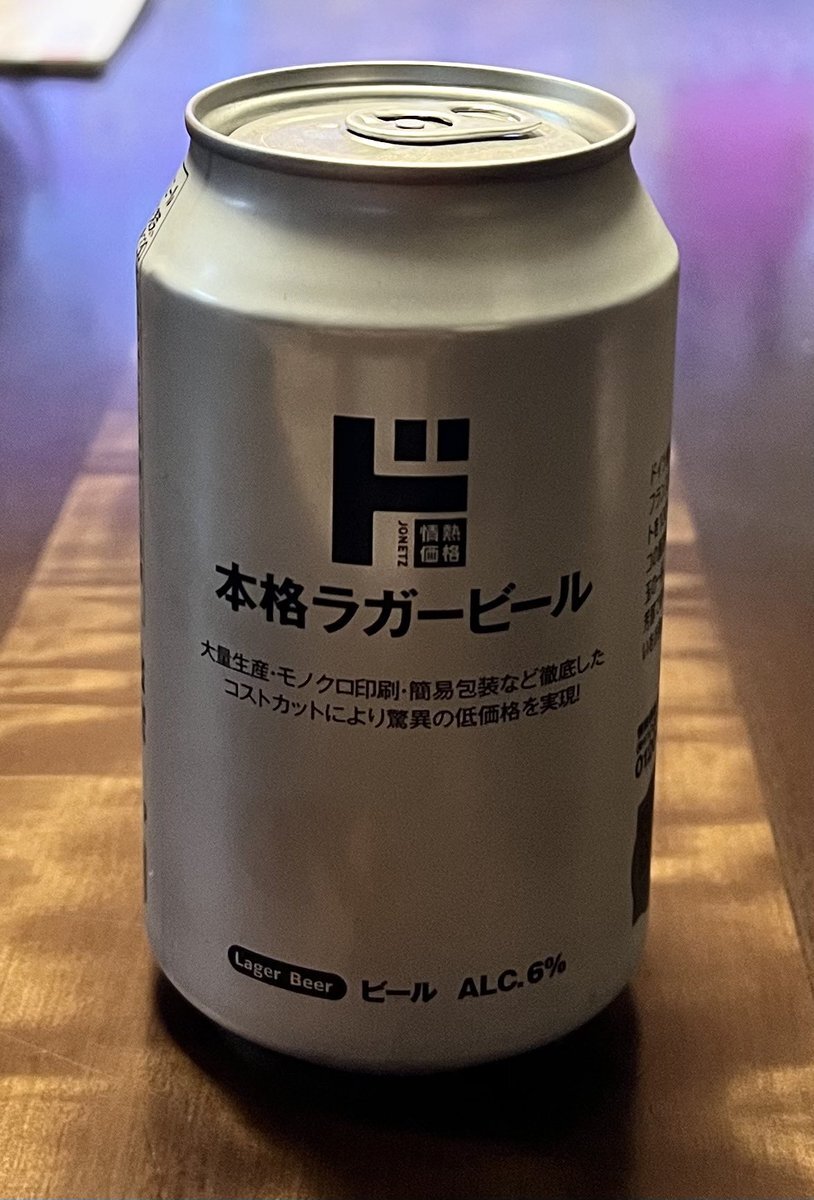 ド
JONETZ
情熱
価格
本格ラガービール
大量生産・モノクロ印刷・簡易包装など徹底した
コストカットにより驚異の低価格を実現!
Lager Beer ビール ALC.6%